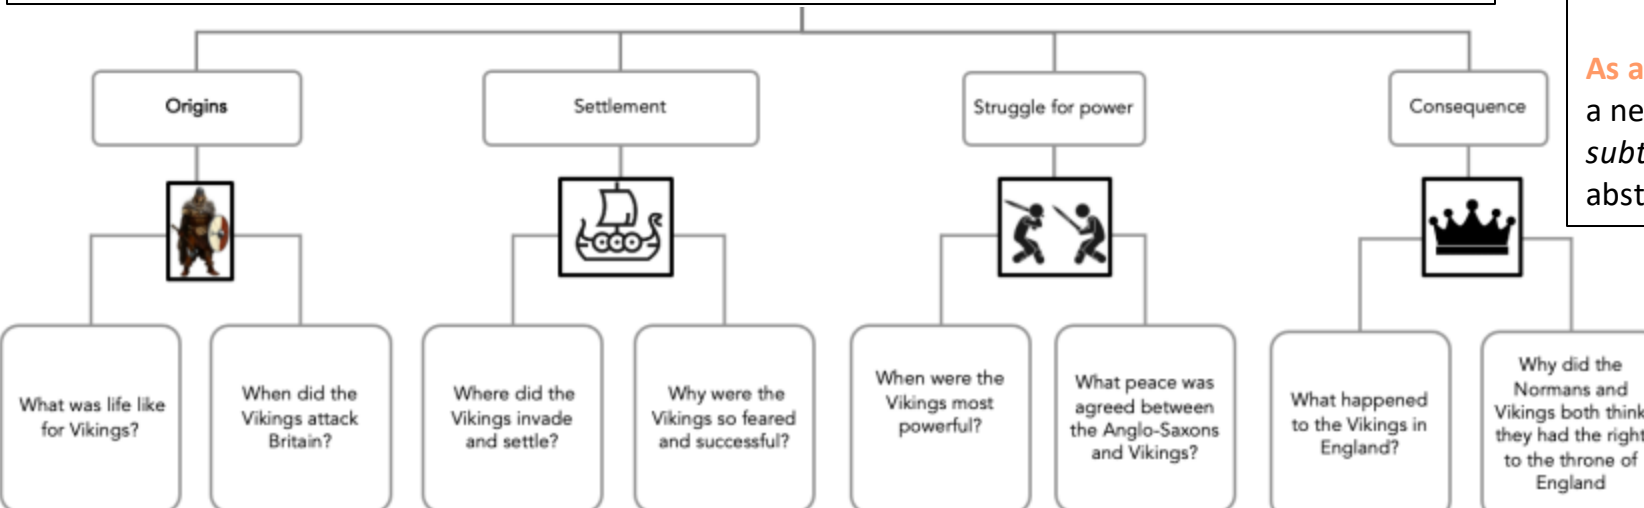 Origins
Settlement
Struggle for power
Consequence
As a
a ne
subt
abst
What was life like
for Vikings?
When did the
Vikings attack
Britain?
Where did the
Vikings invade
and settle?
Why were the
Vikings so feared
and successful?
When were the
Vikings most
powerful?
What peace was
agreed between
the Anglo-Saxons
and Vikings?
What happened
to the Vikings in
England?
Why did the
Normans and
Vikings both think
they had the right
to the throne of
England